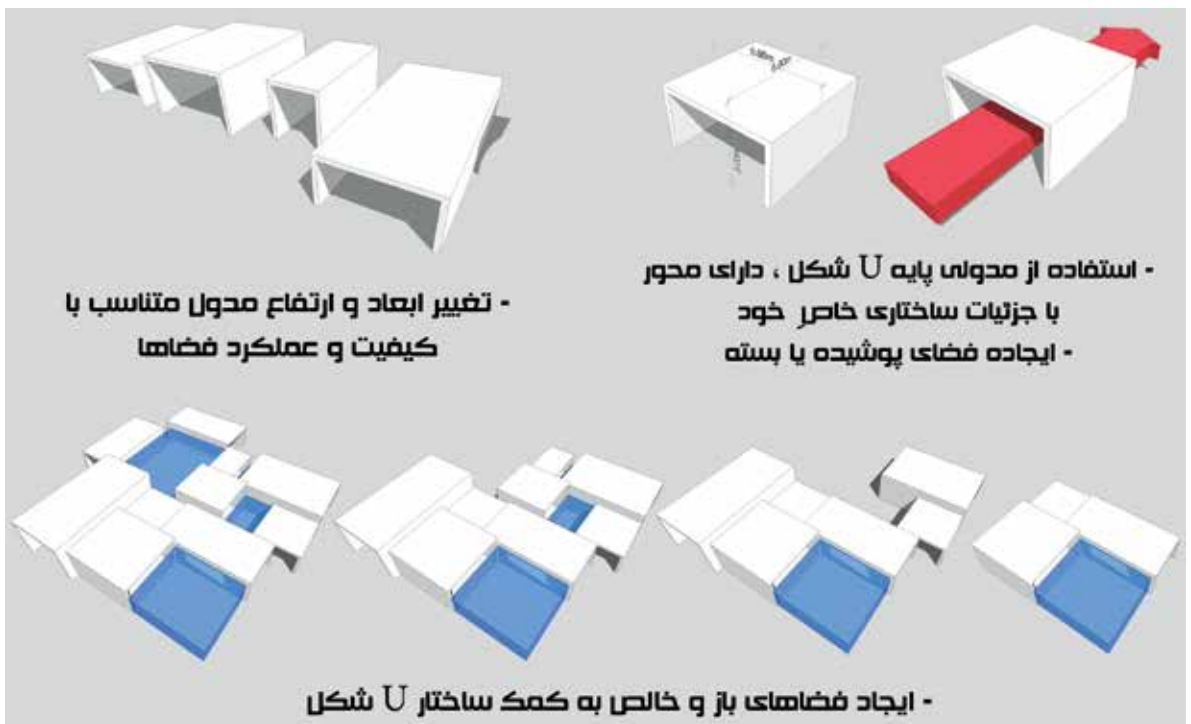 - استفاده از مدولی پایه U شکل ، دارای محور
با جزئیات ساختاری خاصِ خود
- ایجاده فضای پوشیده یا بسته
- تغییر ابعاد و ارتفاع مدول متناسب با
کیفیت و عملکرد فضاها
- ایجاد فضاهای باز و خالص به کمک ساختار U شکل